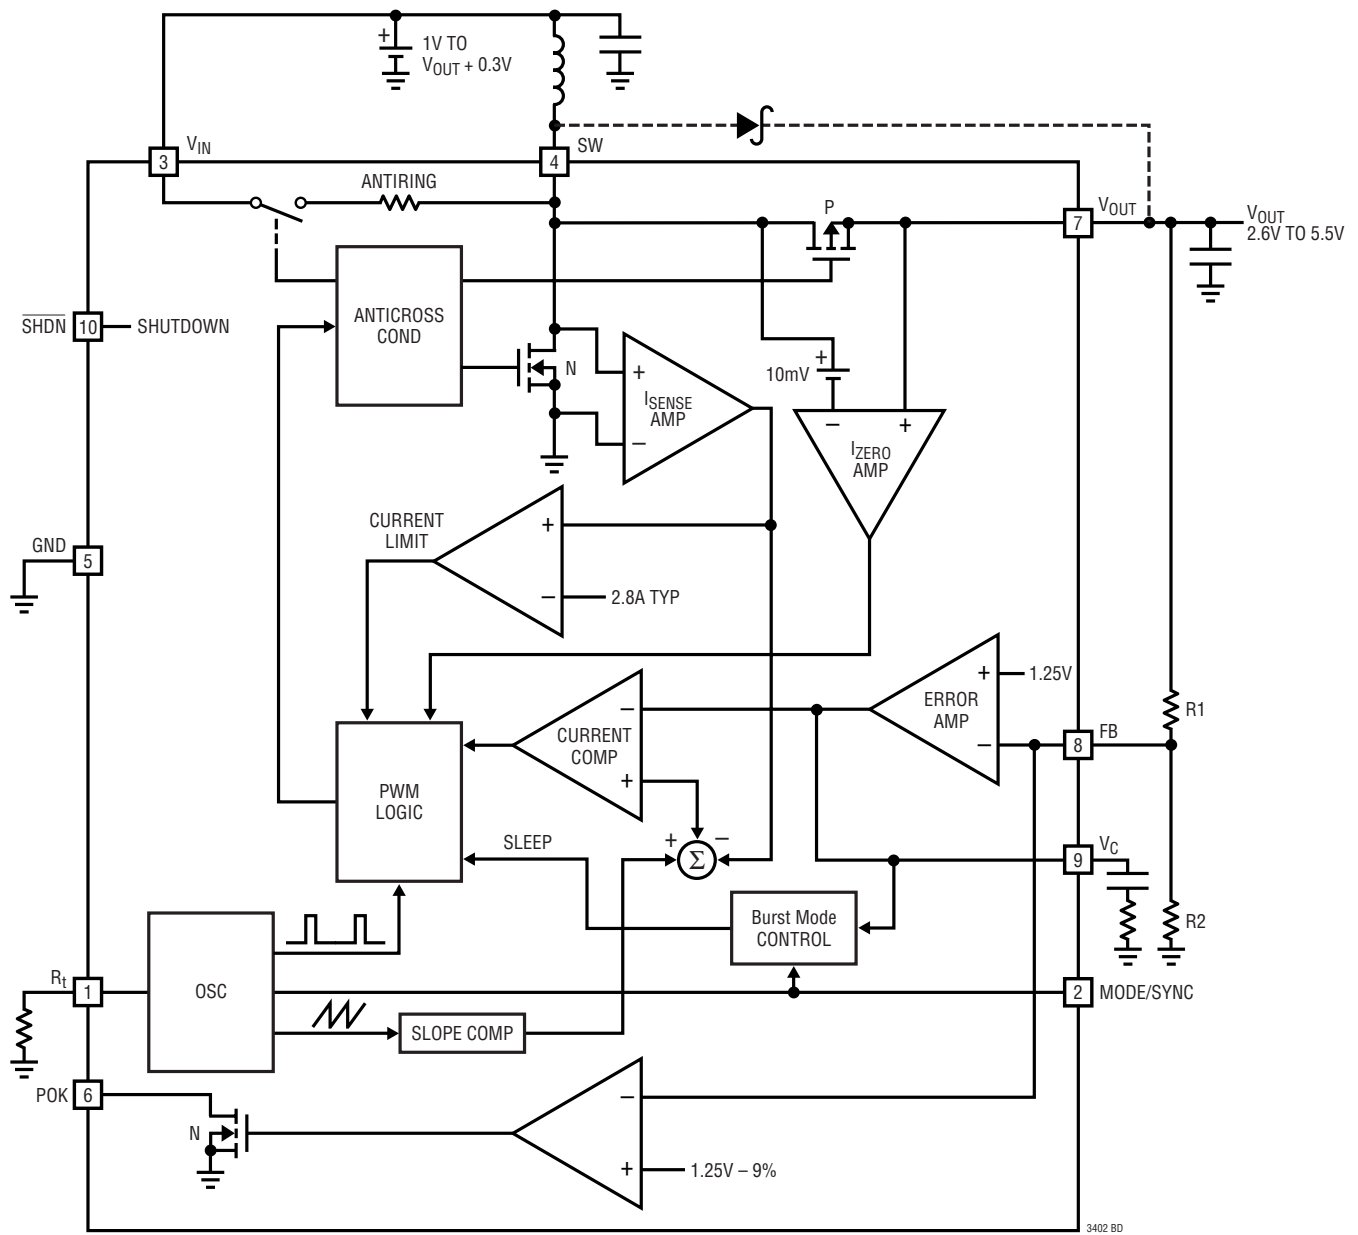 +
1V TO
VOUT + 0.3V
3
VIN
4
SW
ANTIRING
P
7
VOUT
VOUT
2.6V TO 5.5V
SHDN
10
SHUTDOWN
ANTICROSS
COND
N
+
ISENSE
AMP
–
+
10mV
–
+
IZERO
AMP
CURRENT
LIMIT
+
–
2.8A TYP
GND
5
+
1.25V
ERROR
AMP
–
R1
8
FB
–
CURRENT
COMP
+
PWM
LOGIC
SLEEP
+
–
Σ
9
VC
Burst Mode
CONTROL
R2
Rt
1
OSC
2
MODE/SYNC
SLOPE COMP
POK
6
N
–
+
1.25V – 9%
3402 BD